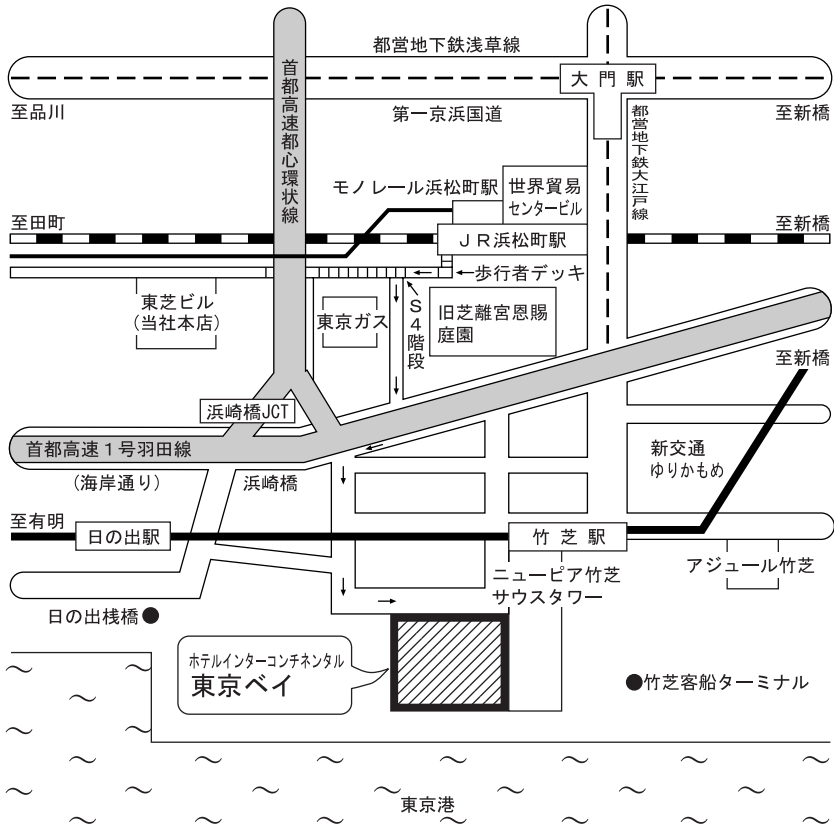 都営地下鉄浅草線
大門駅
至品川
第一京浜国道
至新橋
首都高速都心環状線
都営地下鉄大江戸線
モノレール浜松町駅
世界貿易
センタービル
至田町
JR浜松町駅
至新橋
歩行者デッキ
東芝ビル
(当社本店)
東京ガス
S4階段
旧芝離宮恩賜
庭園
至新橋
浜崎橋JCT
首都高速1号羽田線
(海岸通り)
浜崎橋
新交通
ゆりかもめ
至有明
日の出駅
竹芝駅
ニューピア竹芝
サウスタワー
アジュール竹芝
日の出桟橋
ホテルインターコンチネンタル
東京ベイ
竹芝客船ターミナル
東京港